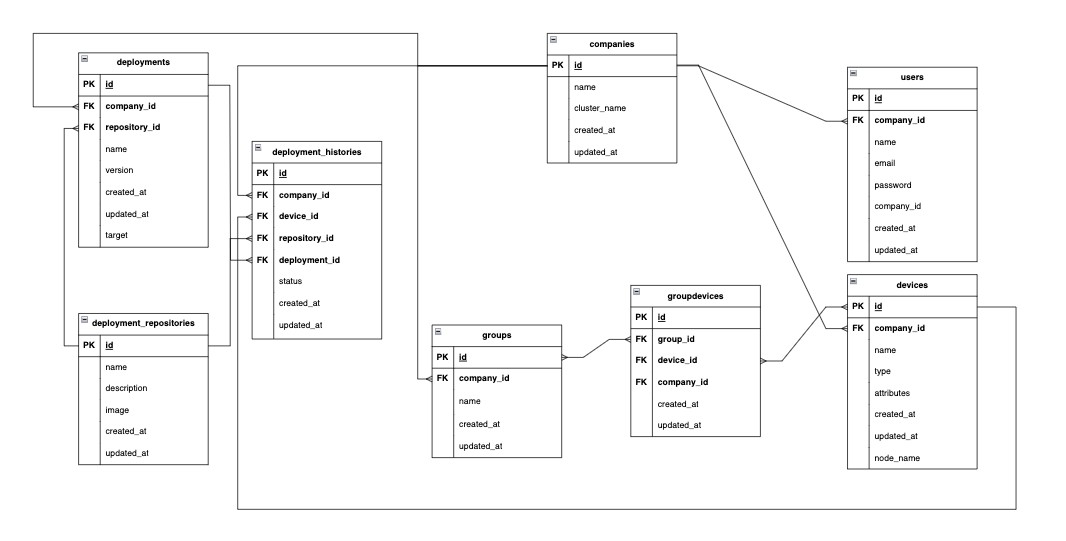 deployments
PK id
FK company_id
FK repository_id
name
version
created_at
updated_at
target
deployment_repositories
PK id
name
description
image
created_at
updated_at
deployment_histories
PK id
FK company_id
FK device_id
FK repository_id
FK deployment_id
status
created_at
updated_at
companies
PK id
name
cluster_name
created_at
updated_at
groups
PK id
FK company_id
name
created_at
updated_at
groupdevices
PK id
FK group_id
FK device_id
FK company_id
created_at
updated_at
users
PK id
FK company_id
name
email
password
company_id
created_at
updated_at
devices
PK id
FK company_id
name
type
attributes
created_at
updated_at
node_name